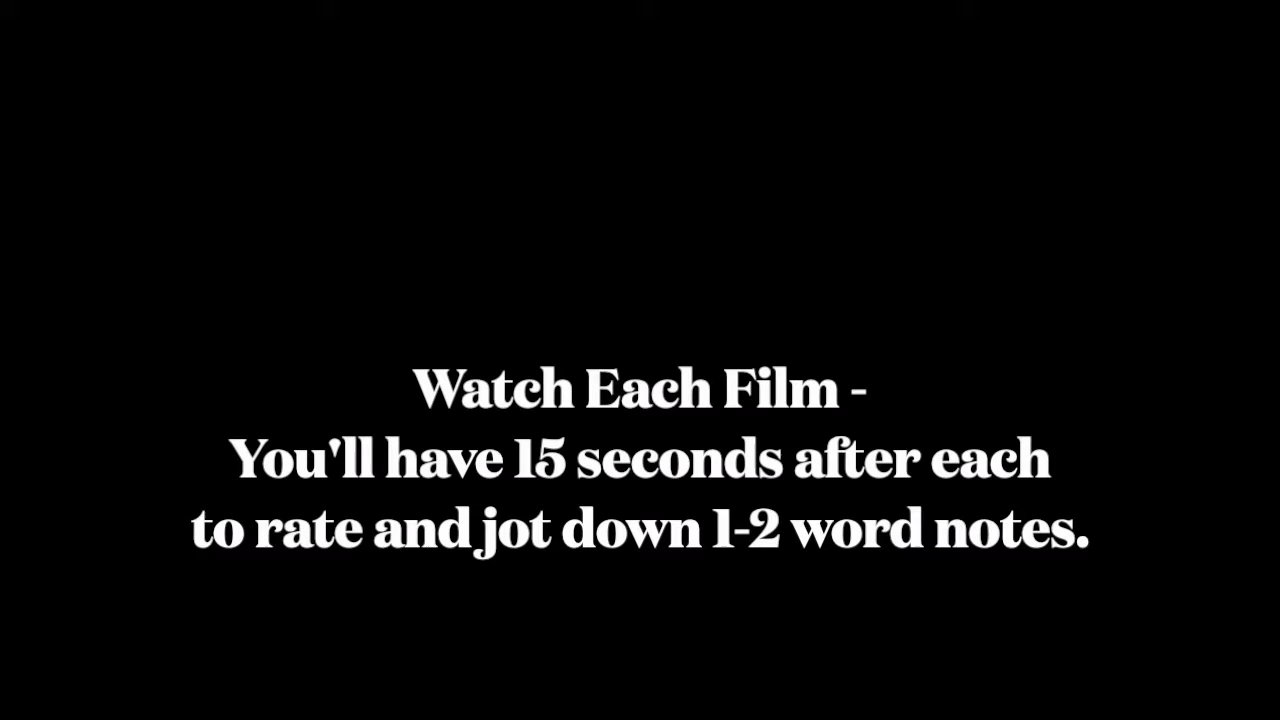 Watch Each Film -
You'll have 15 seconds after each
to rate and jot down 1-2 word notes.